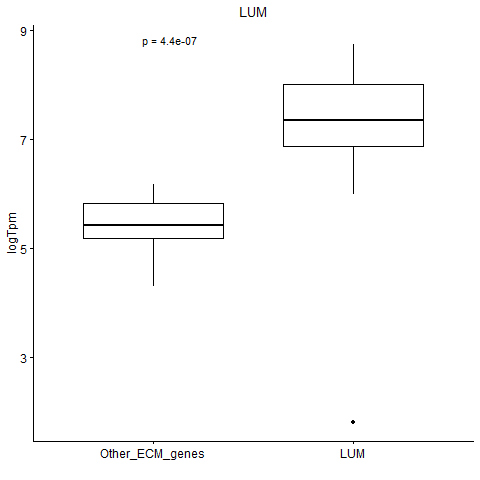 LUM
p = 4.4e-07
9
7
5
3
logTpm
Other_ECM_genes
LUM